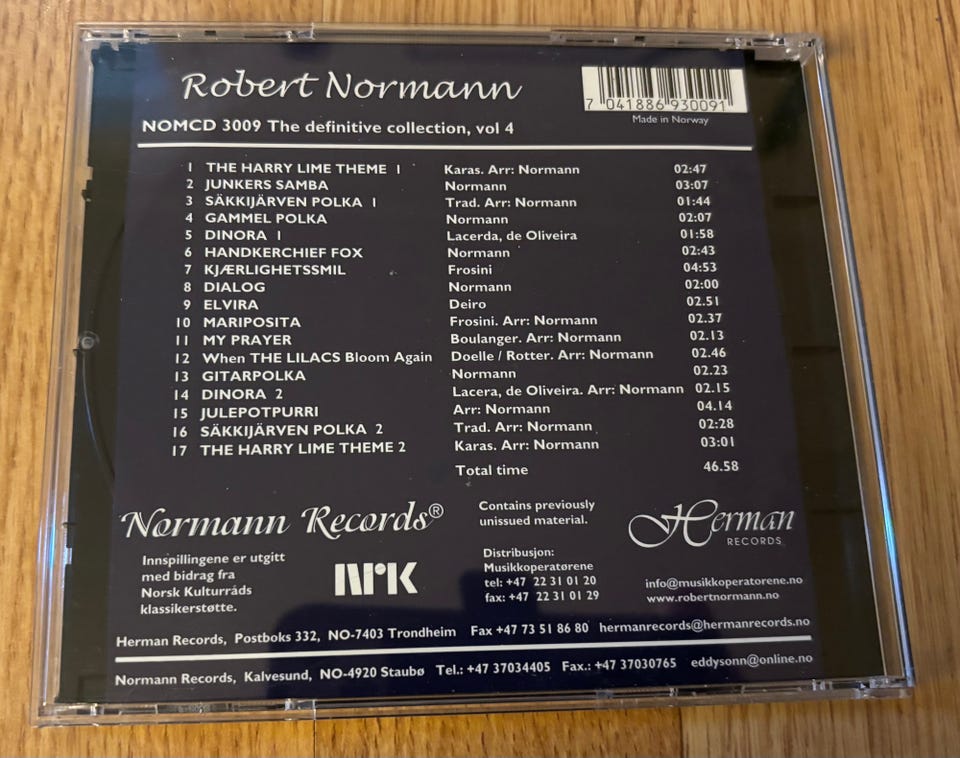 Robert Normann
7 041886 930091
Made in Norway
NOMCD 3009 The definitive collection, vol 4
1 THE HARRY LIME THEME 1 Karas. Arr: Normann 02:47
2 JUNKERS SAMBA Normann 03:07
3 SÄKKIJÄRVEN POLKA 1 Trad. Arr: Normann 01:44
4 GAMMEL POLKA Normann 02:07
5 DINORA 1 Lacerda, de Oliveira 01:58
6 HANDKERCHIEF FOX Normann 02:43
7 KJÆRLIGHETSSMIL Frosini 04:53
8 DIALOG Normann 02:00
9 ELVIRA Deiro 02.51
10 MARIPOSITA Frosini. Arr: Normann 02.37
11 MY PRAYER Boulanger. Arr: Normann 02.13
12 When THE LILACS Bloom Again Doelle / Rotter. Arr: Normann 02.46
13 GITARPOLKA Normann 02.23
14 DINORA 2 Lacera, de Oliveira. Arr: Normann 02.15
15 JULEPOTPURRI Arr: Normann 04.14
16 SÄKKIJÄRVEN POLKA 2 Trad. Arr: Normann 02:28
17 THE HARRY LIME THEME 2 Karas. Arr: Normann 03:01
Total time 46.58
Normann Records®
Innspillingene er utgitt
med bidrag fra
Norsk Kulturråds
klassikerstøtte.
NRK
Contains previously
unissued material.
Distribusjon:
Musikkoperatørene
tel: +47 22 31 01 20
fax: +47 22 31 01 29
Herman
RECORDS
info@musikkoperatorene.no
www.robertnormann.no
Herman Records, Postboks 332, NO-7403 Trondheim Fax +47 73 51 86 80 hermanrecords@hermanrecords.no
Normann Records, Kalvesund, NO-4920 Staubø Tel.: +47 37034405 Fax.: +47 37030765 eddysonn@online.no